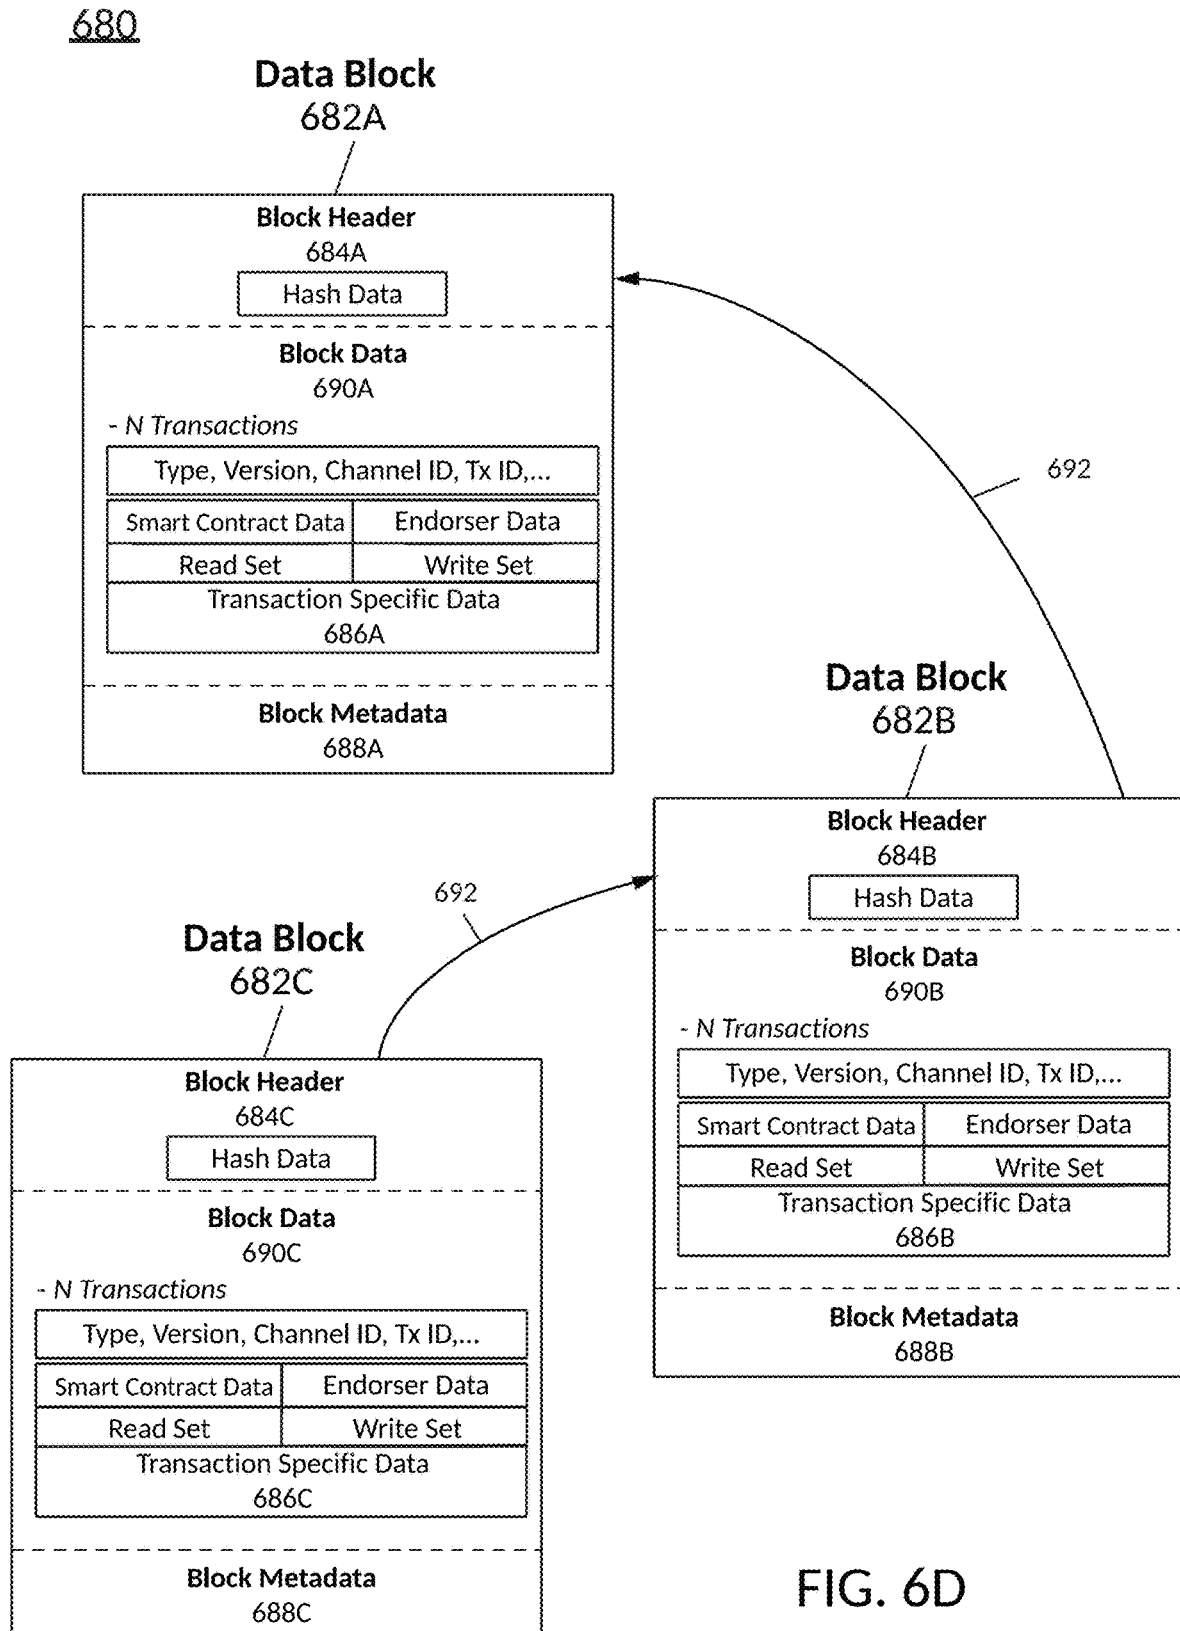 680
Data Block
682A
Block Header
684A
Hash Data
Block Data
690A
- N Transactions
Type, Version, Channel ID, Tx ID,...
Smart Contract Data
Endorser Data
Read Set
Write Set
Transaction Specific Data
686A
Block Metadata
688A
692
Data Block
682B
Block Header
684B
Hash Data
Block Data
690B
- N Transactions
Type, Version, Channel ID, Tx ID,...
Smart Contract Data
Endorser Data
Read Set
Write Set
Transaction Specific Data
686B
Block Metadata
688B
692
Data Block
682C
Block Header
684C
Hash Data
Block Data
690C
- N Transactions
Type, Version, Channel ID, Tx ID,...
Smart Contract Data
Endorser Data
Read Set
Write Set
Transaction Specific Data
686C
Block Metadata
688C
FIG. 6D